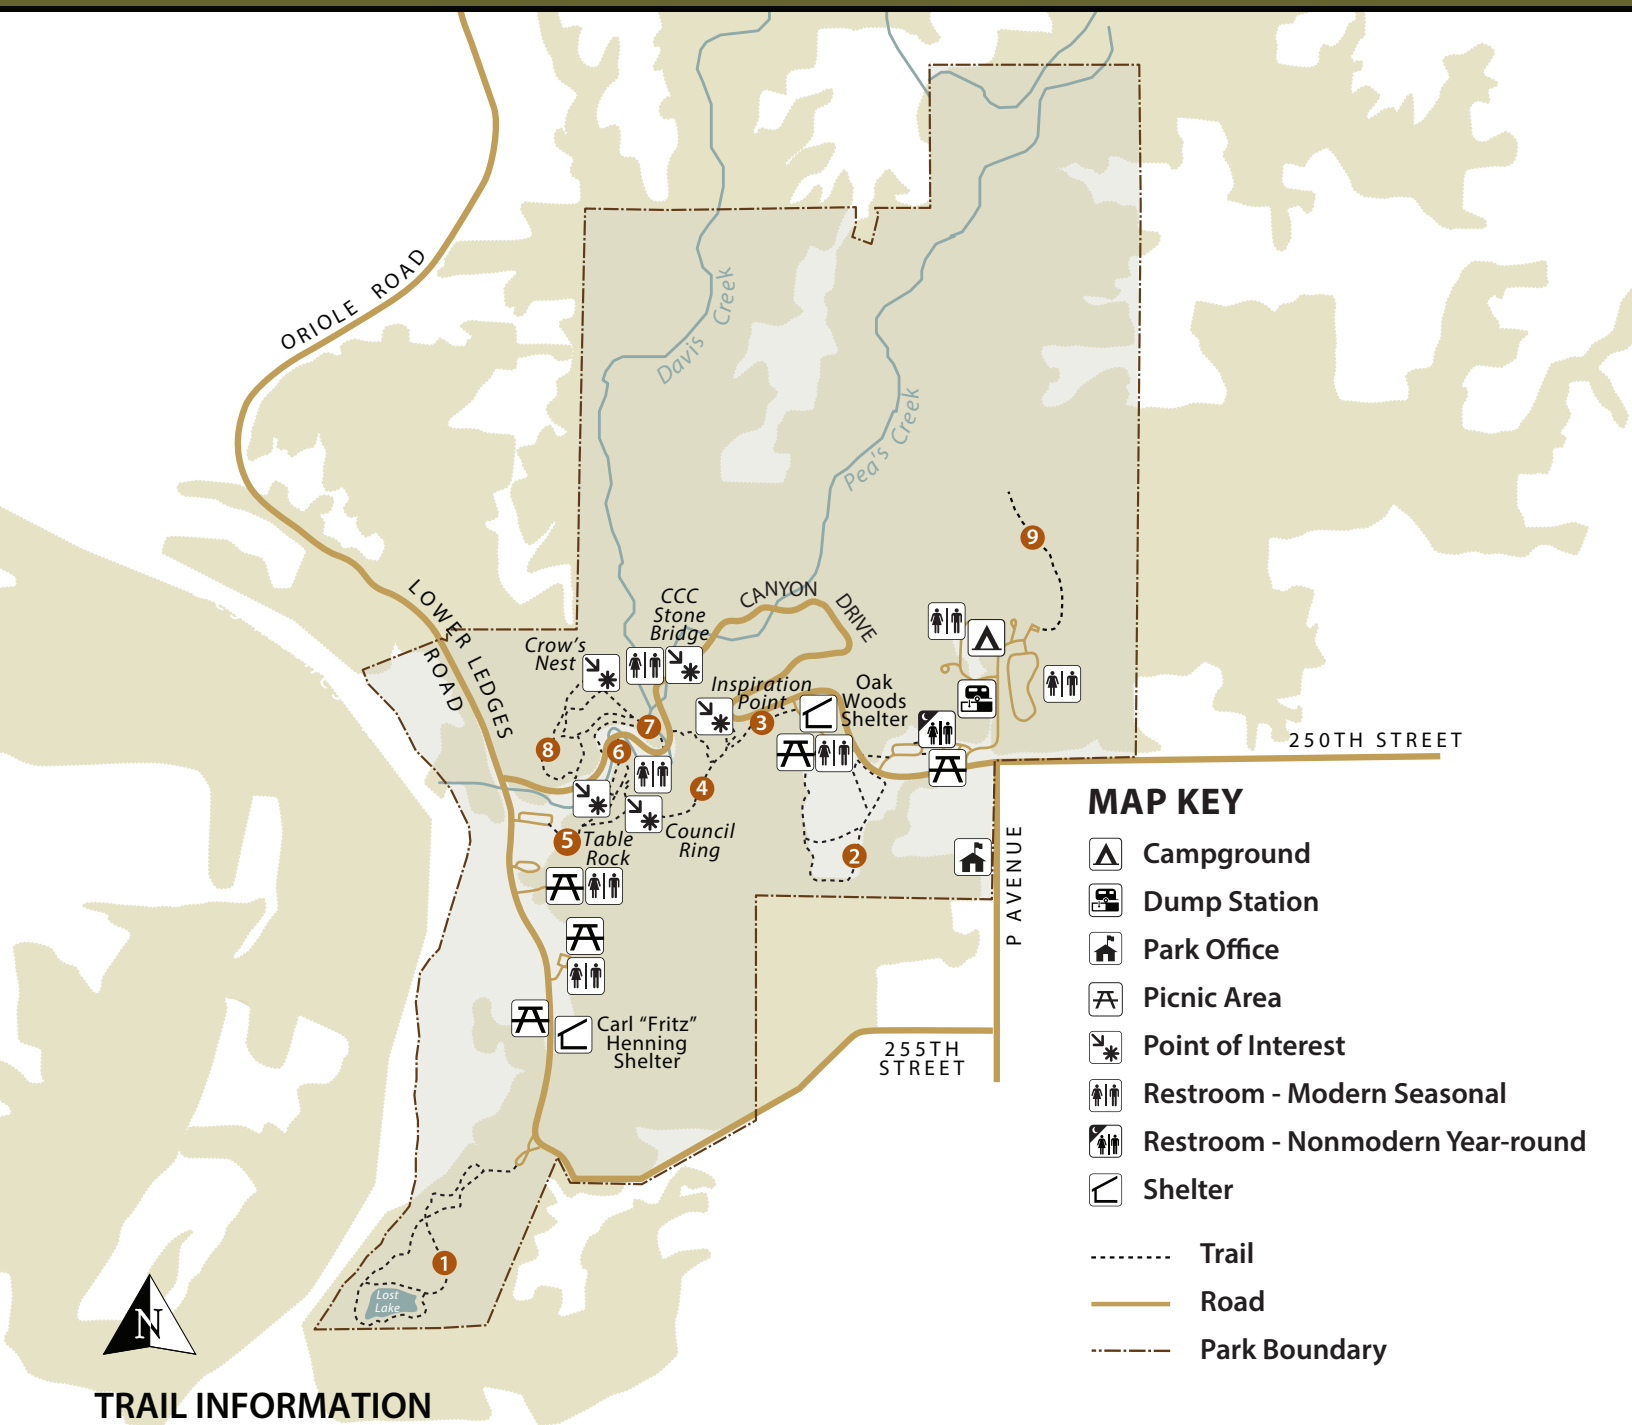 ORIOLE ROAD
Davis Creek
Pea's Creek
9
LOWER LEDGES
ROAD
CCC
Stone
Bridge
CANYON DRIVE
Crow's
Nest
Inspiration
Point
Oak
Woods
Shelter
7
3
8
6
250TH STREET
4
5
Table
Rock
Council
Ring
2
P AVENUE
Carl “Fritz”
Henning
Shelter
255TH
STREET
1
Lost
Lake
N
MAP KEY
Campground
Dump Station
Park Office
Picnic Area
Point of Interest
Restroom - Modern Seasonal
Restroom - Nonmodern Year-round
Shelter
Trail
Road
Park Boundary
TRAIL INFORMATION